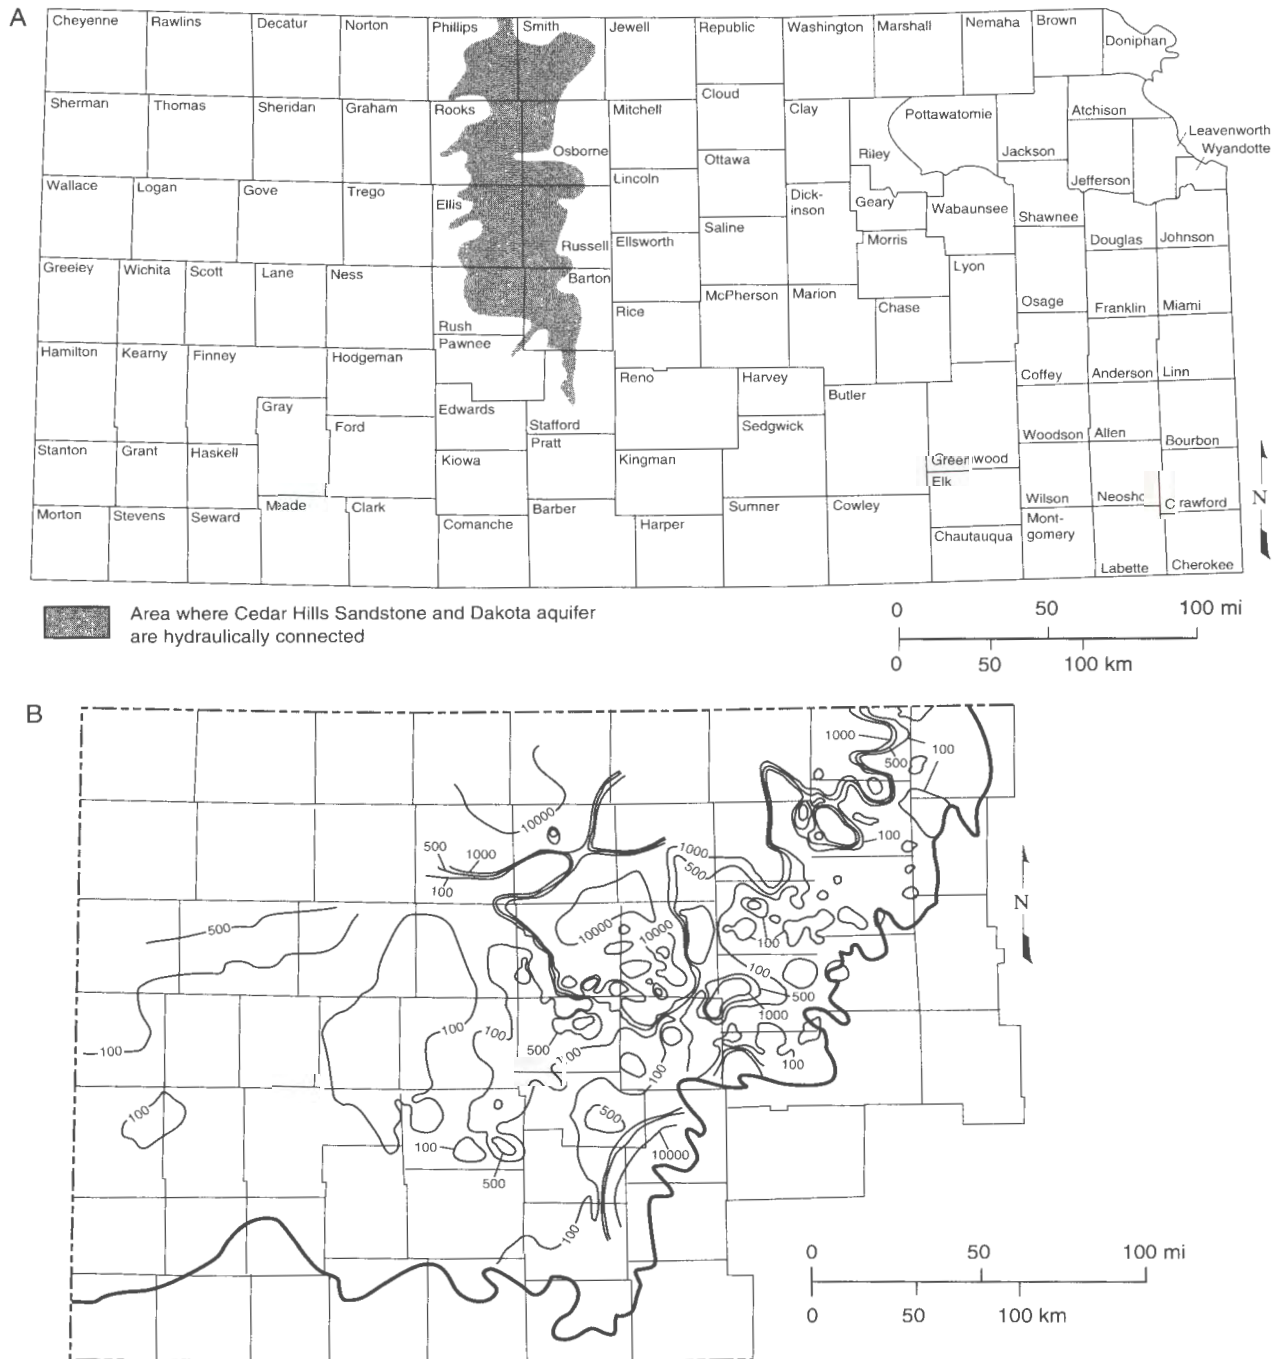 A
Cheyenne Rawlins Decatur Norton Phillips Smith Jewell Republic Washington Marshall Nemaha Brown
Doniphan
Sherman Thomas Sheridan Graham Rooks Mitchell Cloud Clay Pottawatomie Atchison
Leavenworth
Wyandotte
Osborne Ottawa Riley Jackson
Lincoln Jefferson
Wallace Logan Gove Trego Ellis Dick-
inson Geary Wabaunsee Shawnee
Russell Ellsworth Saline Morris Douglas Johnson
Greeley Wichita Scott Lane Ness Barton Lyon
McPherson Marion Chase Osage Franklin Miami
Rush Rice
Pawnee
Hamilton Kearny Finney Hodgeman
Reno Harvey Coffey Anderson Linn
Gray Edwards Butler
Ford Stafford Sedgwick Woodson Allen Bourbon
Pratt
Stanton Grant Haskell Kiowa Kingman Greenwood
Elk
Meade Clark Barber Sumner Cowley Wilson Neosho Crawford
Morton Stevens Seward Comanche Harper Mont-
gomery
Chautauqua
Labette Cherokee
N
Area where Cedar Hills Sandstone and Dakota aquifer
are hydraulically connected
0 50 100 mi
0 50 100 km
B
1000 100
500
10000
500 1000 100
100 1000
500
500 10000 10000 100
N
100
500
1000
100 100 100 500 100 100
100
100 500
100 10000
500
100
0 50 100 mi
0 50 100 km